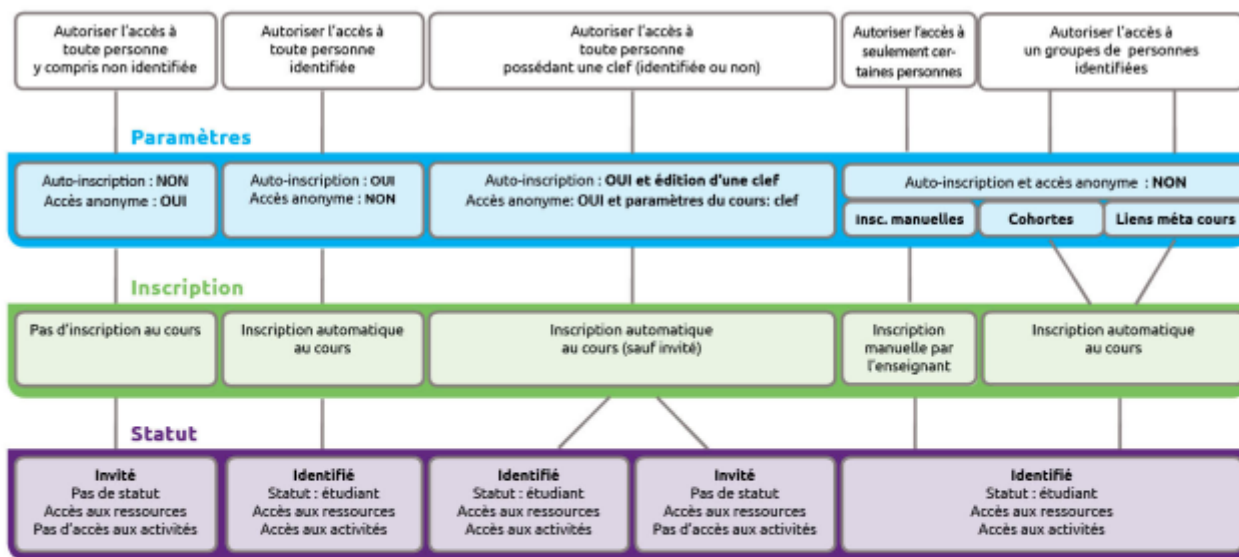 Autoriser l'accès à
toute personne
y compris non identifiée
Autoriser l'accès à
toute personne
identifiée
Autoriser l'accès à
toute personne
possédant une clef (identifiée ou non)
Autoriser l'accès à
seulement cer-
taines personnes
Autoriser l'accès à
un groupes de personnes
identifiées
Paramètres
Auto-inscription : NON
Accès anonyme : OUI
Auto-inscription : OUI
Accès anonyme : NON
Auto-inscription : OUI et édition d'une clef
Accès anonyme: OUI et paramètres du cours: clef
Auto-inscription et accès anonyme : NON
Insc. manuelles
Cohortes
Liens méta cours
Inscription
Pas d'inscription au cours
Inscription automatique
au cours
Inscription automatique
au cours (sauf invité)
Inscription
manuelle par
l'enseignant
Inscription automatique
au cours
Statut
Invité
Pas de statut
Accès aux ressources
Pas d'accès aux activités
Identifié
Statut : étudiant
Accès aux ressources
Accès aux activités
Identifié
Statut : étudiant
Accès aux ressources
Accès aux activités
Invité
Pas de statut
Accès aux ressources
Pas d'accès aux activités
Identifié
Statut : étudiant
Accès aux ressources
Accès aux activités